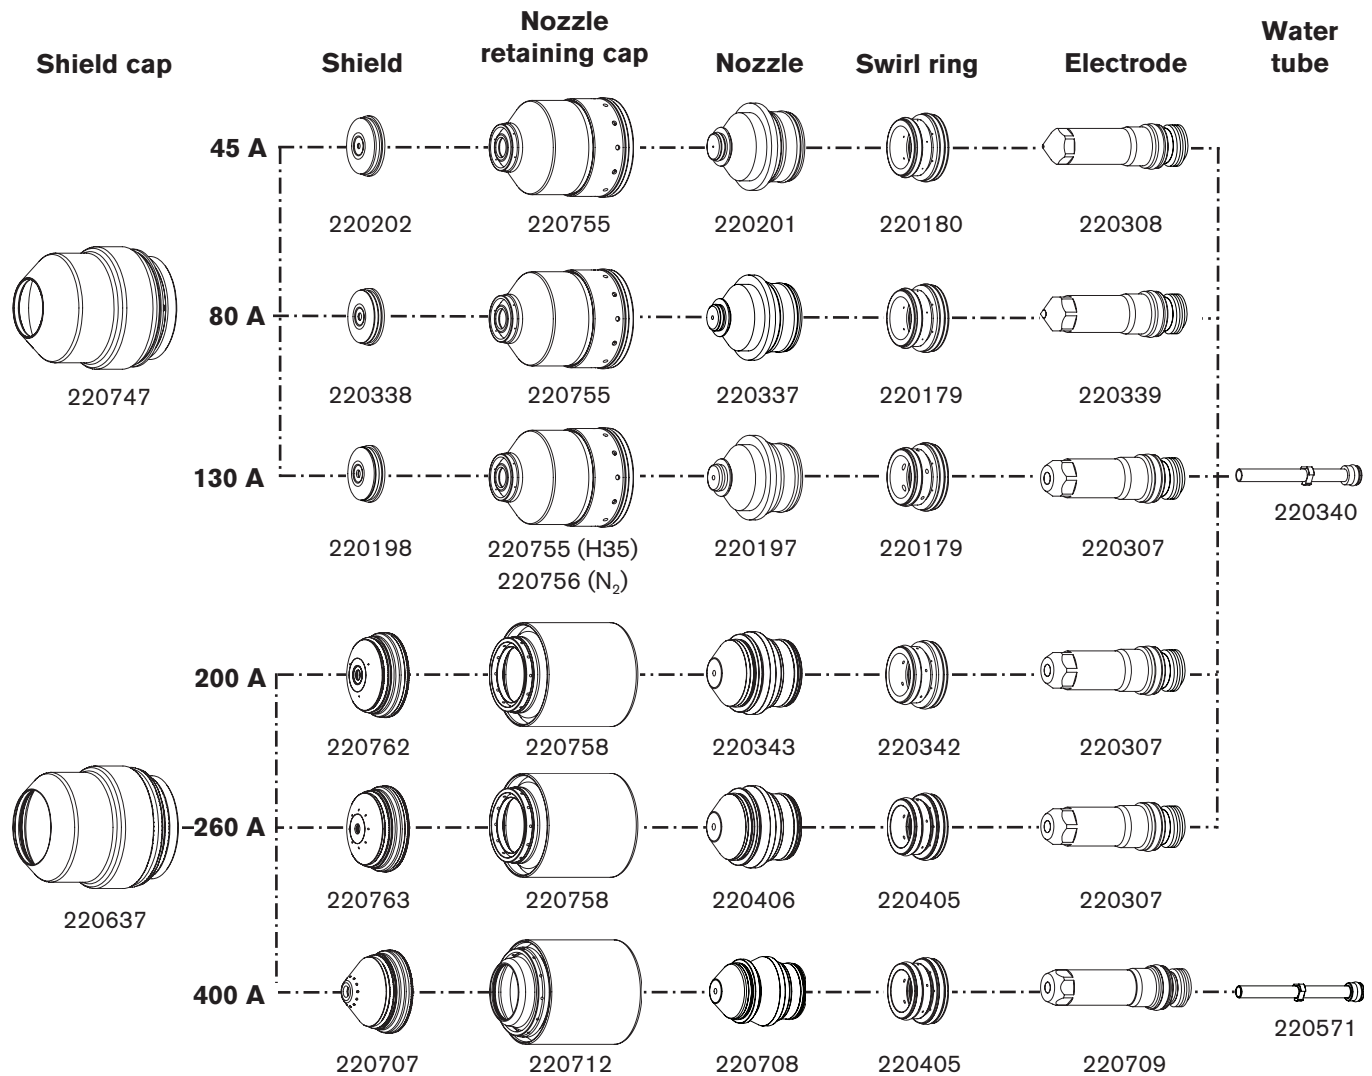 Shield cap
Shield
Nozzle
retaining cap
Nozzle
Swirl ring
Electrode
Water
tube
45 A
220202
220755
220201
220180
220308
80 A
220747
220338
220755
220337
220179
220339
130 A
220340
220198
220755 (H35)
220756 (N₂)
220197
220179
220307
200 A
220762
220758
220343
220342
220307
260 A
220637
220763
220758
220406
220405
220307
400 A
220571
220707
220712
220708
220405
220709